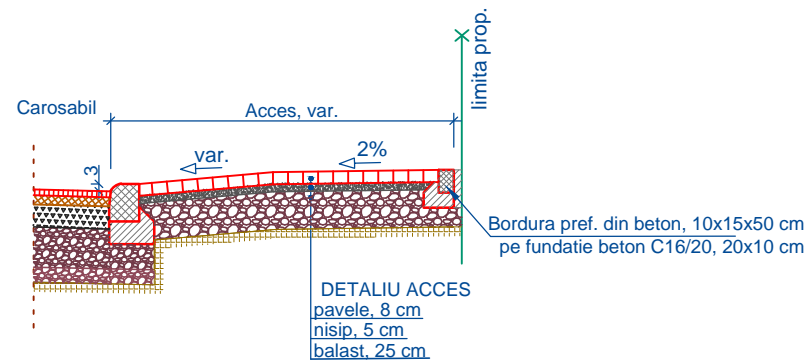 limita prop.
Carosabil
Acces, var.
3
var.
2%
Bordura pref. din beton, 10x15x50 cm
pe fundatie beton C16/20, 20x10 cm
DETALIU ACCES
pavele, 8 cm
nisip, 5 cm
balast, 25 cm